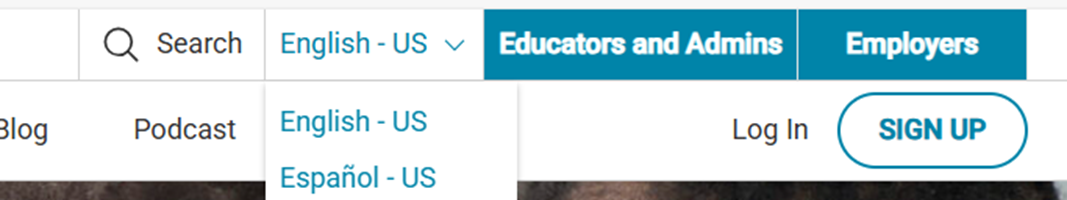 Search English - US Educators and Admins Employers
Blog Podcast Log In SIGN UP
English - US
Español - US